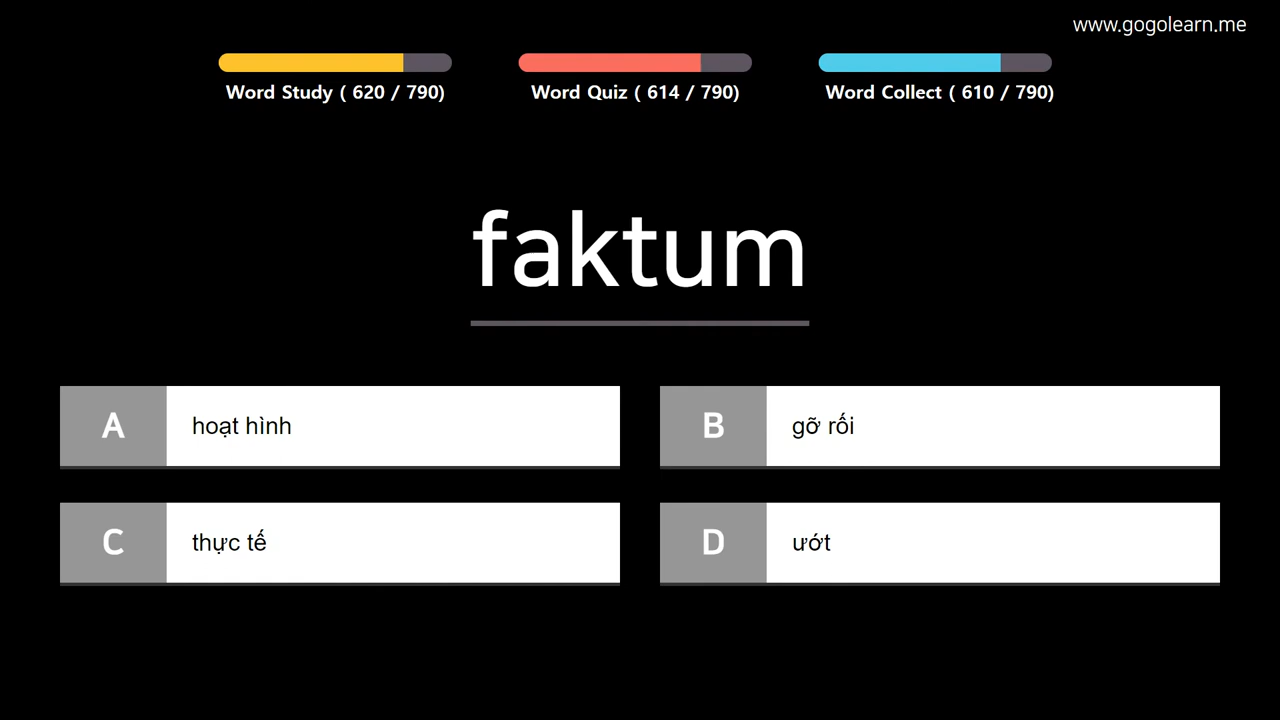 www.gogolearn.me
Word Study ( 620 / 790)
Word Quiz ( 614 / 790)
Word Collect ( 610 / 790)
faktum
A hoạt hình
B gỡ rối
C thực tế
D ướt